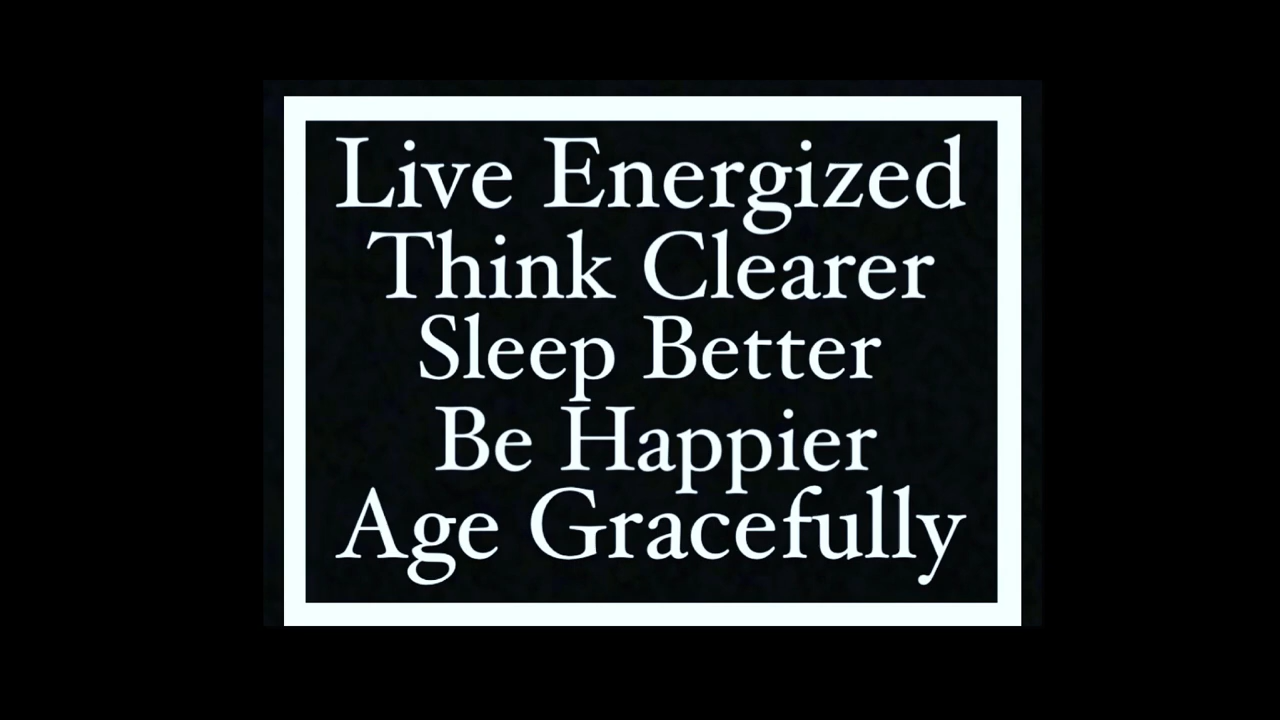 Live Energized
Think Clearer
Sleep Better
Be Happier
Age Gracefully